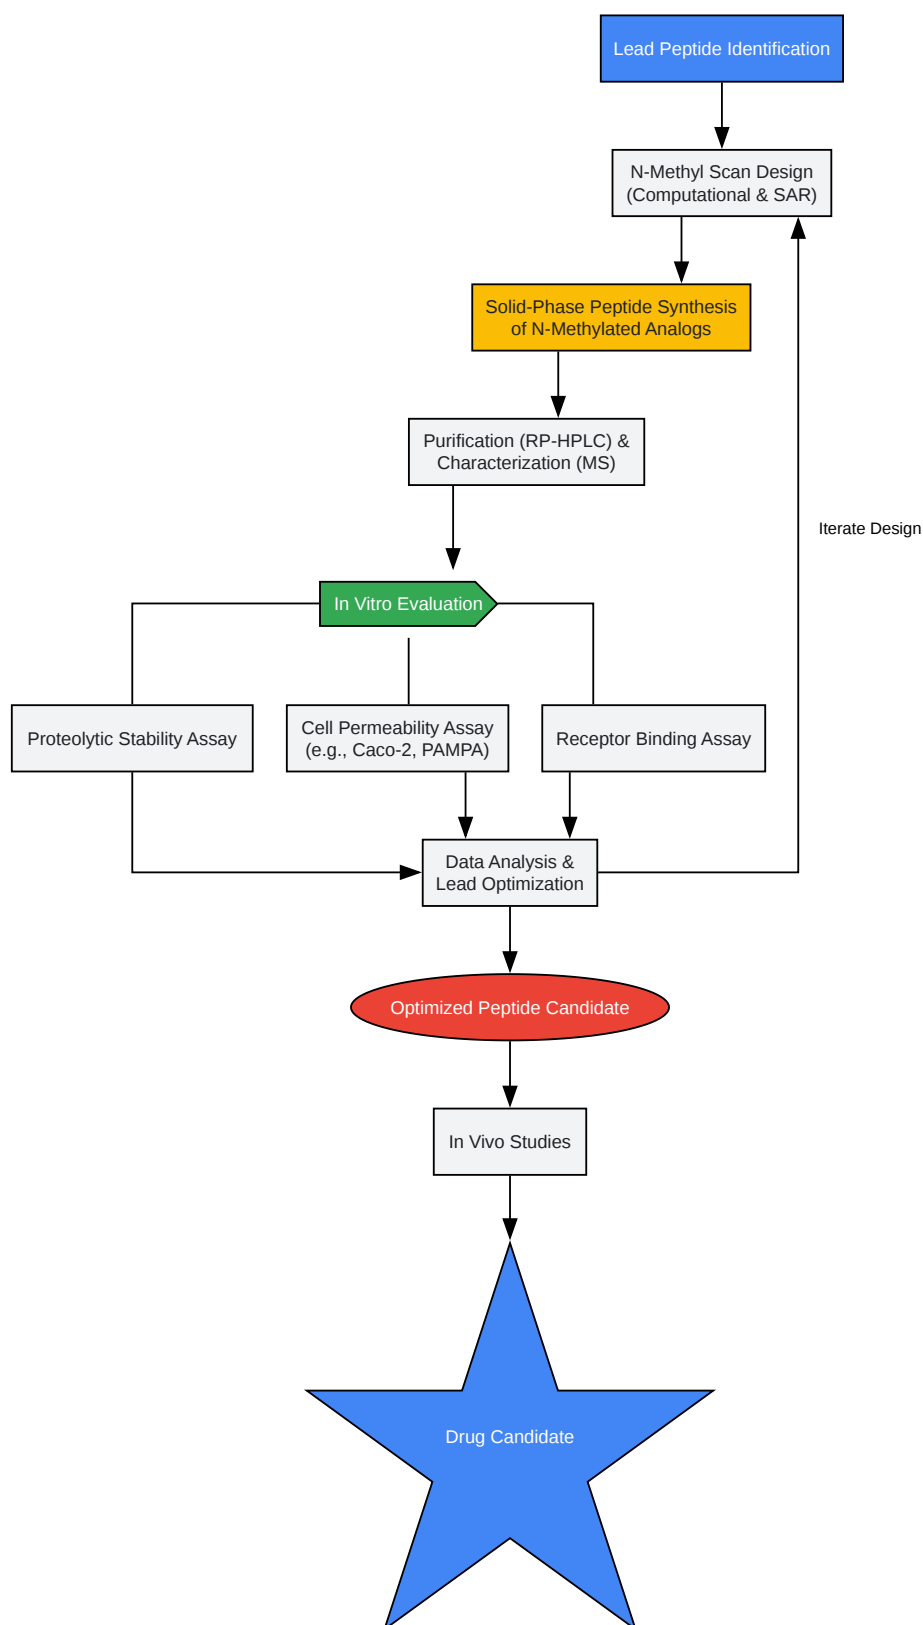 Lead Peptide Identification
N-Methyl Scan Design
(Computational & SAR)
Solid-Phase Peptide Synthesis
of N-Methylated Analogs
Purification (RP-HPLC) &
Characterization (MS)
Iterate Design
In Vitro Evaluation
Proteolytic Stability Assay
Cell Permeability Assay
(e.g., Caco-2, PAMPA)
Receptor Binding Assay
Data Analysis &
Lead Optimization
Optimized Peptide Candidate
In Vivo Studies
Drug Candidate